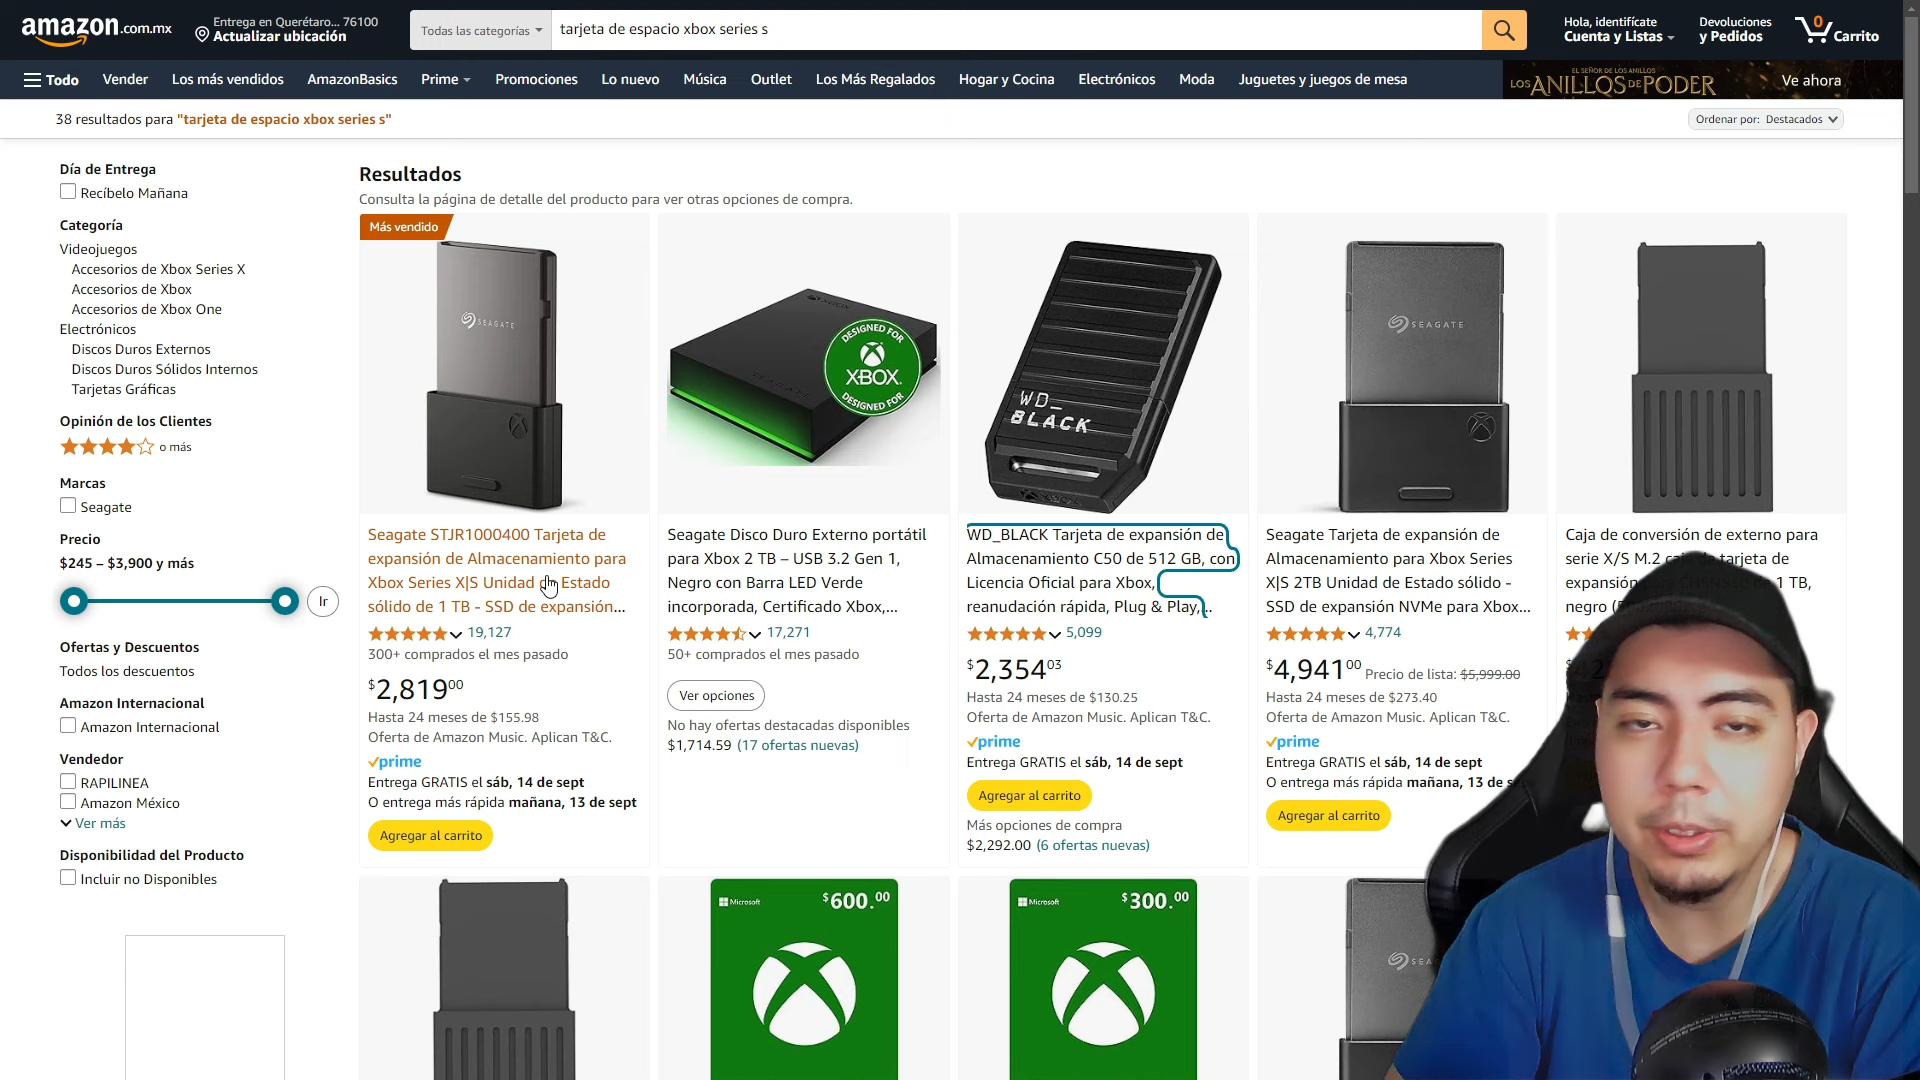 amazon.com.mx
Entrega en Querétaro... 76100
Actualizar ubicación
Todas las categorías
tarjeta de espacio xbox series s
Hola, identifícate
Cuenta y Listas
Devoluciones
y Pedidos
0
Carrito
Todo
Vender
Los más vendidos
AmazonBasics
Prime
Promociones
Lo nuevo
Música
Outlet
Los Más Regalados
Hogar y Cocina
Electrónicos
Moda
Juguetes y juegos de mesa
EL SEÑOR DE LOS ANILLOS
LOS ANILLOS DE PODER
Ve ahora
38 resultados para "tarjeta de espacio xbox series s"
Ordenar por: Destacados
Día de Entrega
Recíbelo Mañana
Categoría
Videojuegos
Accesorios de Xbox Series X
Accesorios de Xbox
Accesorios de Xbox One
Electrónicos
Discos Duros Externos
Discos Duros Sólidos Internos
Tarjetas Gráficas
Opinión de los Clientes
o más
Marcas
Seagate
Precio
$245 – $3,900 y más
Ir
Ofertas y Descuentos
Todos los descuentos
Amazon Internacional
Amazon Internacional
Vendedor
RAPILINEA
Amazon México
Ver más
Disponibilidad del Producto
Incluir no Disponibles
Resultados
Consulta la página de detalle del producto para ver otras opciones de compra.
Más vendido
SEAGATE
Seagate STJR1000400 Tarjeta de
expansión de Almacenamiento para
Xbox Series X|S Unidad de Estado
sólido de 1 TB - SSD de expansión...
19,127
300+ comprados el mes pasado
$2,819.00
Hasta 24 meses de $155.98
Oferta de Amazon Music. Aplican T&C.
prime
Entrega GRATIS el sáb, 14 de sept
O entrega más rápida mañana, 13 de sept
Agregar al carrito
SEAGATE
DESIGNED FOR
XBOX
DESIGNED FOR
Seagate Disco Duro Externo portátil
para Xbox 2 TB – USB 3.2 Gen 1,
Negro con Barra LED Verde
incorporada, Certificado Xbox,...
17,271
50+ comprados el mes pasado
Ver opciones
No hay ofertas destacadas disponibles
$1,714.59 (17 ofertas nuevas)
WD_
BLACK
XBOX
WD_BLACK Tarjeta de expansión de
Almacenamiento C50 de 512 GB, con
Licencia Oficial para Xbox,
reanudación rápida, Plug & Play,...
5,099
$2,354.03
Hasta 24 meses de $130.25
Oferta de Amazon Music. Aplican T&C.
prime
Entrega GRATIS el sáb, 14 de sept
Agregar al carrito
Más opciones de compra
$2,292.00 (6 ofertas nuevas)
SEAGATE
Seagate Tarjeta de expansión de
Almacenamiento para Xbox Series
X|S 2TB Unidad de Estado sólido -
SSD de expansión NVMe para Xbox...
4,774
$4,941.00 Precio de lista: $5,999.00
Hasta 24 meses de $273.40
Oferta de Amazon Music. Aplican T&C.
prime
Entrega GRATIS el sáb, 14 de sept
O entrega más rápida mañana, 13 de
Agregar al carrito
Caja de conversión de externo para
serie X/S M.2 caja de tarjeta de
expansión de 1 TB,
negro
Microsoft
$600.00
Microsoft
$300.00